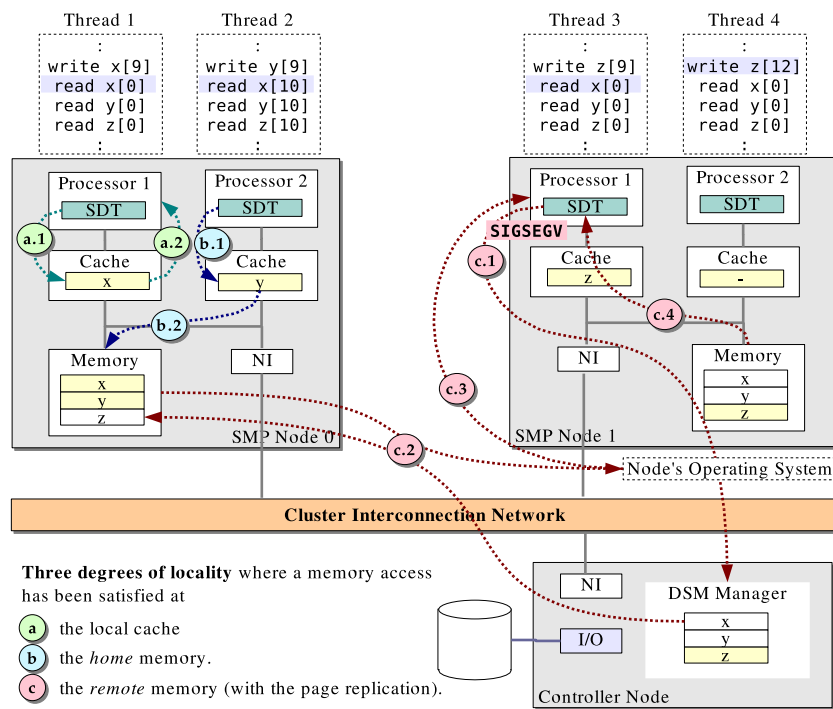 Thread 1
:
write x[9]
read x[0]
read y[0]
read z[0]
:
Thread 2
:
write y[9]
read x[10]
read y[10]
read z[10]
:
Thread 3
:
write z[9]
read x[0]
read y[0]
read z[0]
:
Thread 4
:
write z[12]
read x[0]
read y[0]
read z[0]
:
Processor 1
SDT
a.1
a.2
Cache
x
Processor 2
SDT
b.1
Cache
y
b.2
Memory
x
y
z
NI
SMP Node 0
Processor 1
SDT
SIGSEGV
c.1
Cache
z
Processor 2
SDT
Cache
-
c.4
NI
Memory
x
y
z
c.3
SMP Node 1
c.2
Node's Operating System
Cluster Interconnection Network
Three degrees of locality where a memory access
has been satisfied at
a the local cache
b the home memory.
c the remote memory (with the page replication).
NI
I/O
DSM Manager
x
y
z
Controller Node